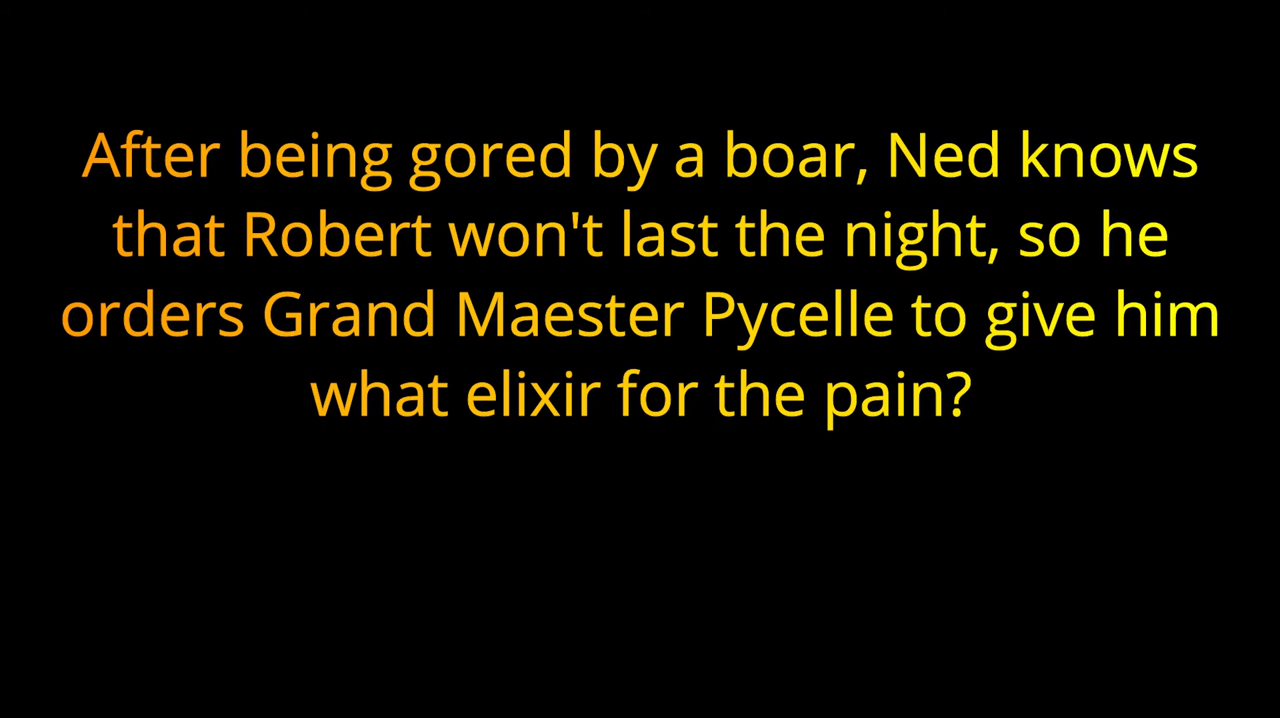 After being gored by a boar, Ned knows
that Robert won't last the night, so he
orders Grand Maester Pycelle to give him
what elixir for the pain?